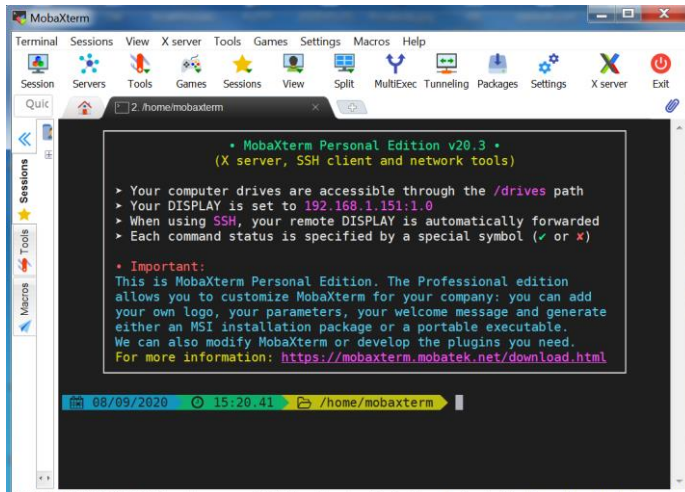 MobaXterm
Terminal Sessions View X server Tools Games Settings Macros Help
Session Servers Tools Games Sessions View Split MultiExec Tunneling Packages Settings X server Exit
Quic
2. /home/mobaxterm
Sessions
Tools
Macros
• MobaXterm Personal Edition v20.3 •
(X server, SSH client and network tools)
➤ Your computer drives are accessible through the /drives path
➤ Your DISPLAY is set to 192.168.1.151:1.0
➤ When using SSH, your remote DISPLAY is automatically forwarded
➤ Each command status is specified by a special symbol (✔ or ✘)
• Important:
This is MobaXterm Personal Edition. The Professional edition
allows you to customize MobaXterm for your company: you can add
your own logo, your parameters, your welcome message and generate
either an MSI installation package or a portable executable.
We can also modify MobaXterm or develop the plugins you need.
For more information: https://mobaxterm.mobatek.net/download.html
08/09/2020 15:20.41 /home/mobaxterm